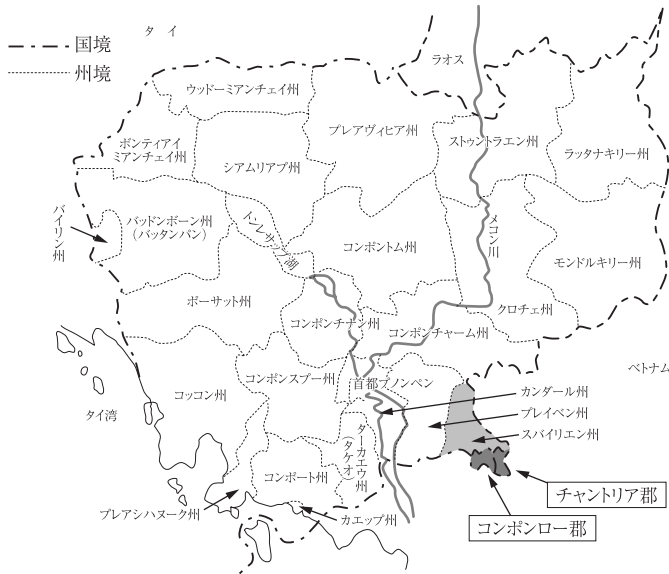 国境
州境
タイ
ラオス
ウッドーミアンチェイ州
プレアヴィヒア州
ストゥントラエン州
ラッタナキリー州
ボンティアイ
ミアンチェイ州
シアムリアプ州
バイリン州
バッドンボーン州
（バッタンバン）
トンレサップ湖
コンポントム州
メコン川
モンドルキリー州
ポーサット州
コンポンチナン州
コンポンチャーム州
クロチェ州
コッコン州
コンポンスプー州
首都プノンペン
ベトナム
カンダール州
プレイベン州
スバイリエン州
タイ湾
コンポート州
ターカエウ州
（タケオ）
プレアシハヌーク州
カエップ州
チャントリア郡
コンポンロー郡